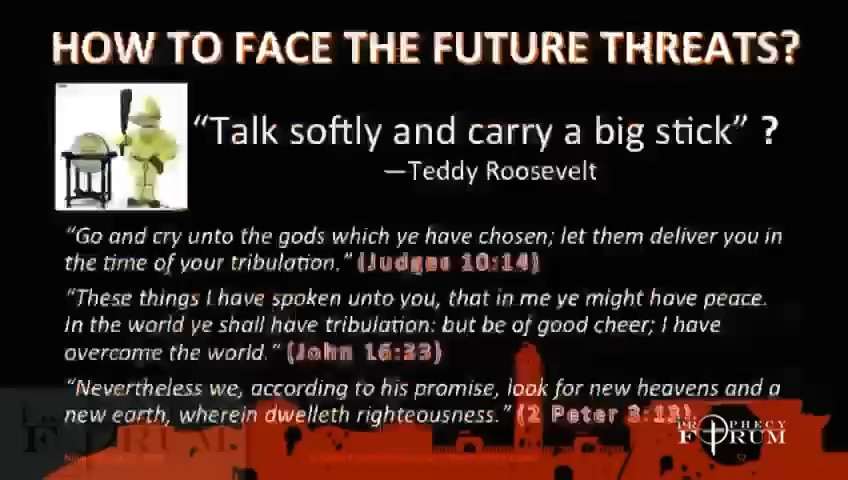 HOW TO FACE THE FUTURE THREATS?
“Talk softly and carry a big stick” ?
—Teddy Roosevelt
“Go and cry unto the gods which ye have chosen; let them deliver you in
the time of your tribulation.” (Judges 10:14)
“These things I have spoken unto you, that in me ye might have peace.
In the world ye shall have tribulation: but be of good cheer; I have
overcome the world.” (John 16:33)
“Nevertheless we, according to his promise, look for new heavens and a
new earth, wherein dwelleth righteousness.” (2 Peter 3:13)
PROPHECY
FORUM